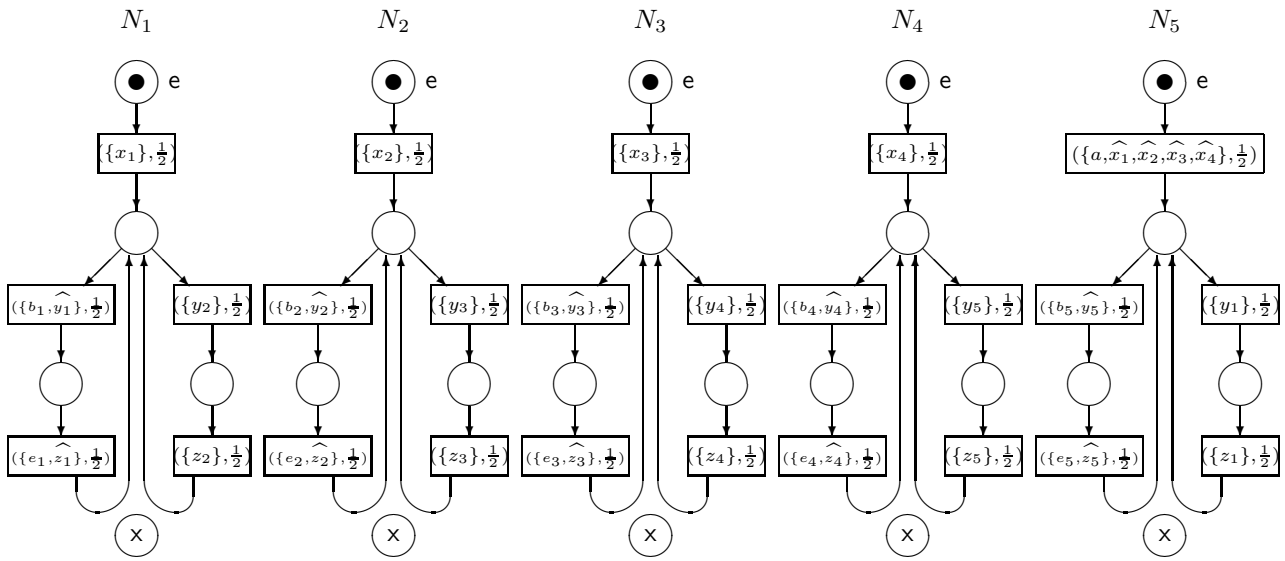 N₁ N₂ N₃ N₄ N₅
e e e e e
({x₁},½) ({x₂},½) ({x₃},½) ({x₄},½) ({a,x̂₁,x̂₂,x̂₃,x̂₄},½)
({b₁,ŷ₁},½) ({y₂},½) ({b₂,ŷ₂},½) ({y₃},½) ({b₃,ŷ₃},½) ({y₄},½) ({b₄,ŷ₄},½) ({y₅},½) ({b₅,ŷ₅},½) ({y₁},½)
({e₁,ẑ₁},½) ({z₂},½) ({e₂,ẑ₂},½) ({z₃},½) ({e₃,ẑ₃},½) ({z₄},½) ({e₄,ẑ₄},½) ({z₅},½) ({e₅,ẑ₅},½) ({z₁},½)
x x x x x